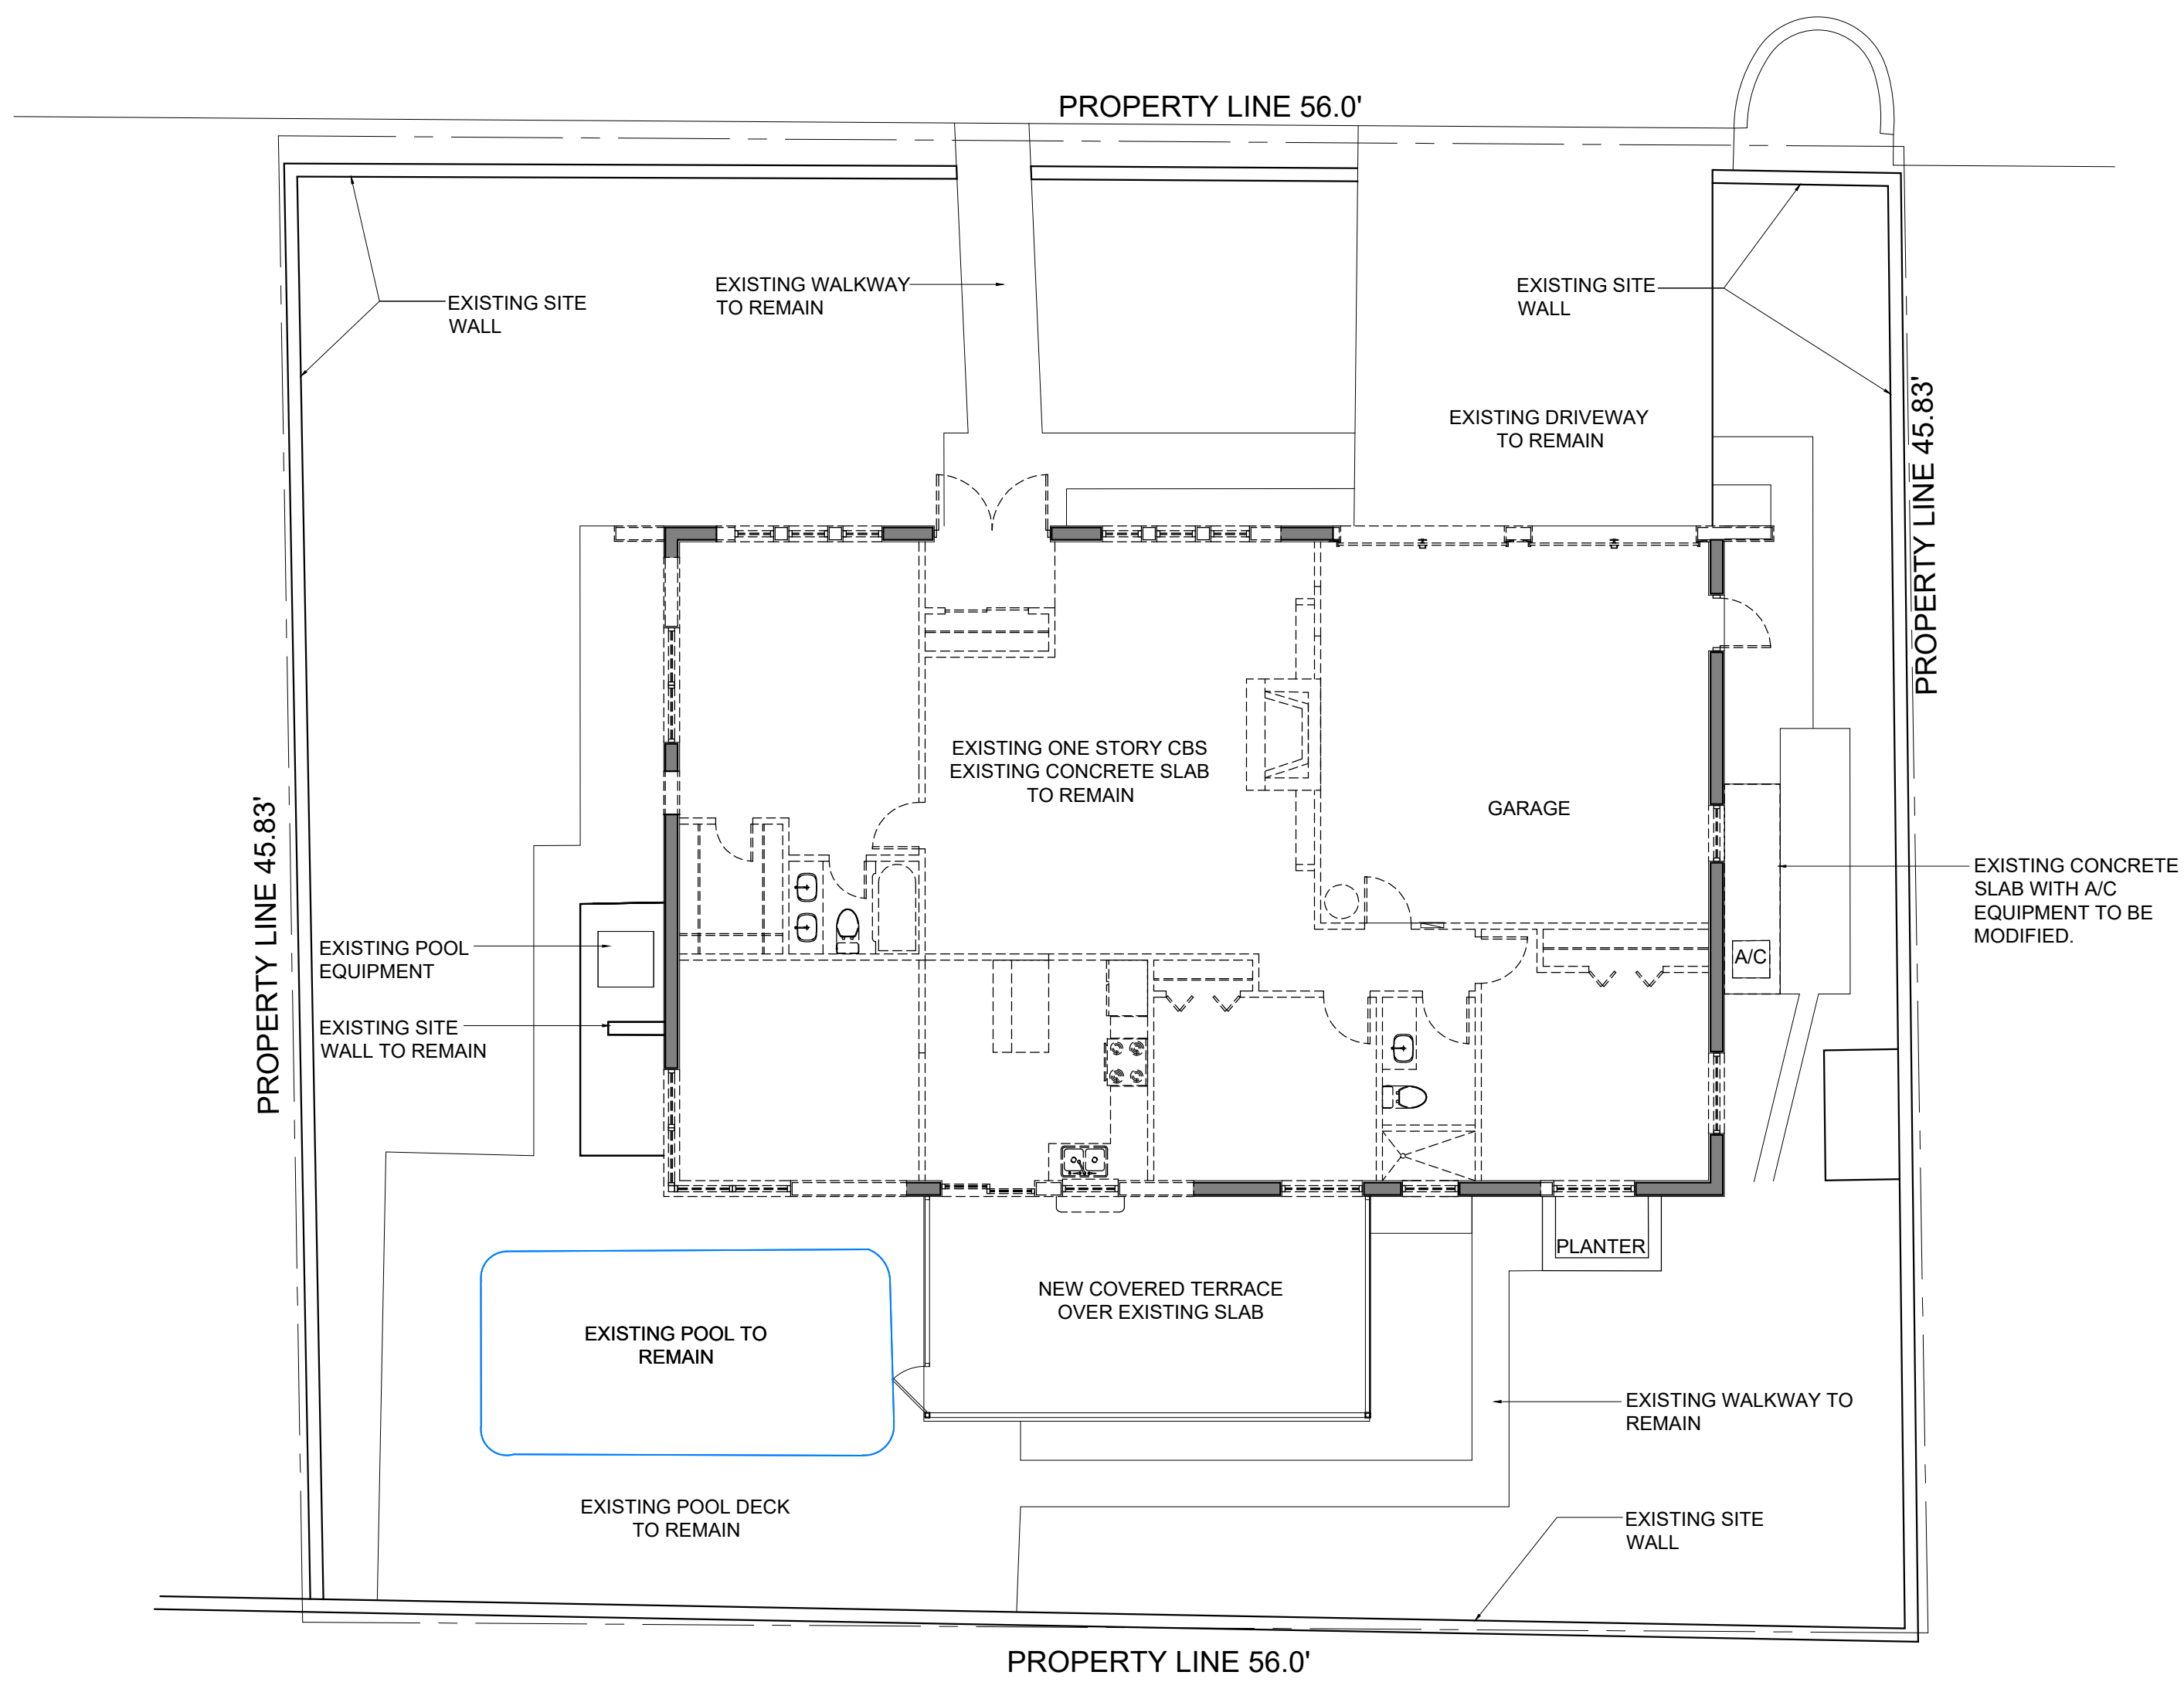 PROPERTY LINE 56.0'
EXISTING SITE
WALL
EXISTING WALKWAY
TO REMAIN
EXISTING SITE
WALL
EXISTING DRIVEWAY
TO REMAIN
PROPERTY LINE 45.83'
EXISTING ONE STORY CBS
EXISTING CONCRETE SLAB
TO REMAIN
GARAGE
PROPERTY LINE 45.83'
EXISTING CONCRETE
SLAB WITH A/C
EQUIPMENT TO BE
MODIFIED.
A/C
EXISTING POOL
EQUIPMENT
EXISTING SITE
WALL TO REMAIN
PLANTER
NEW COVERED TERRACE
OVER EXISTING SLAB
EXISTING POOL TO
REMAIN
EXISTING WALKWAY TO
REMAIN
EXISTING POOL DECK
TO REMAIN
EXISTING SITE
WALL
PROPERTY LINE 56.0'